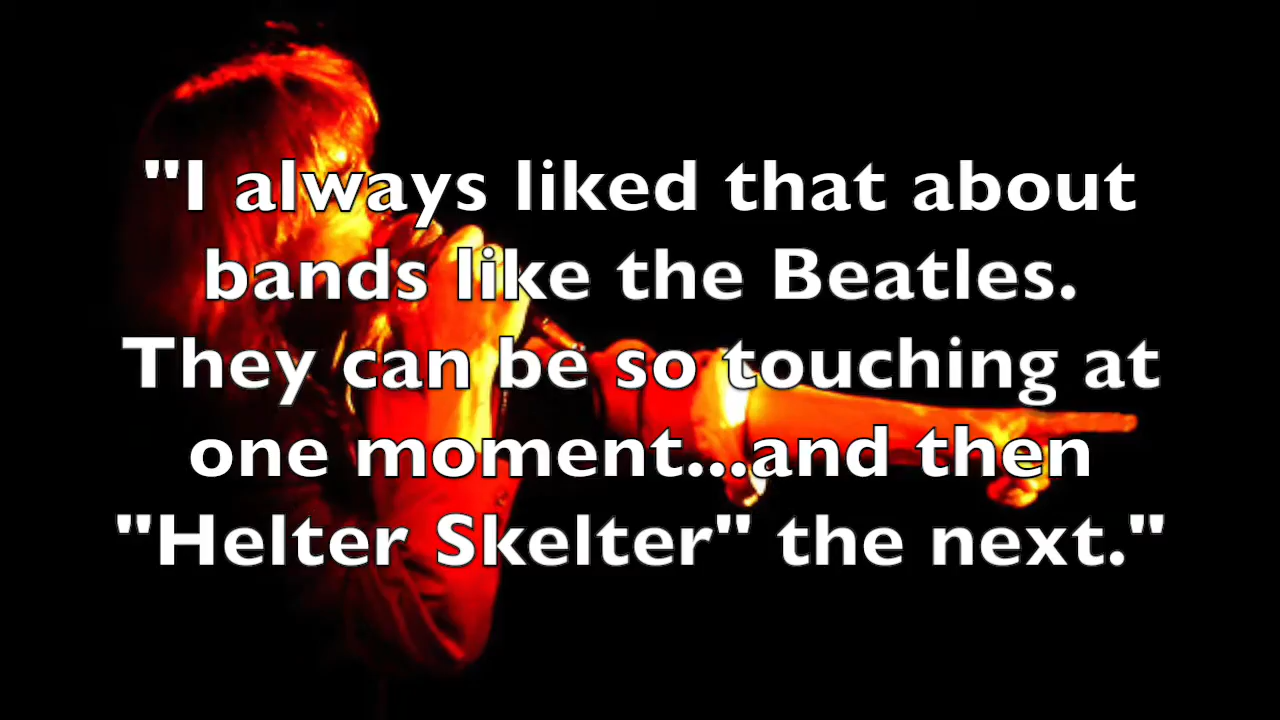 "I always liked that about
bands like the Beatles.
They can be so touching at
one moment...and then
"Helter Skelter" the next."